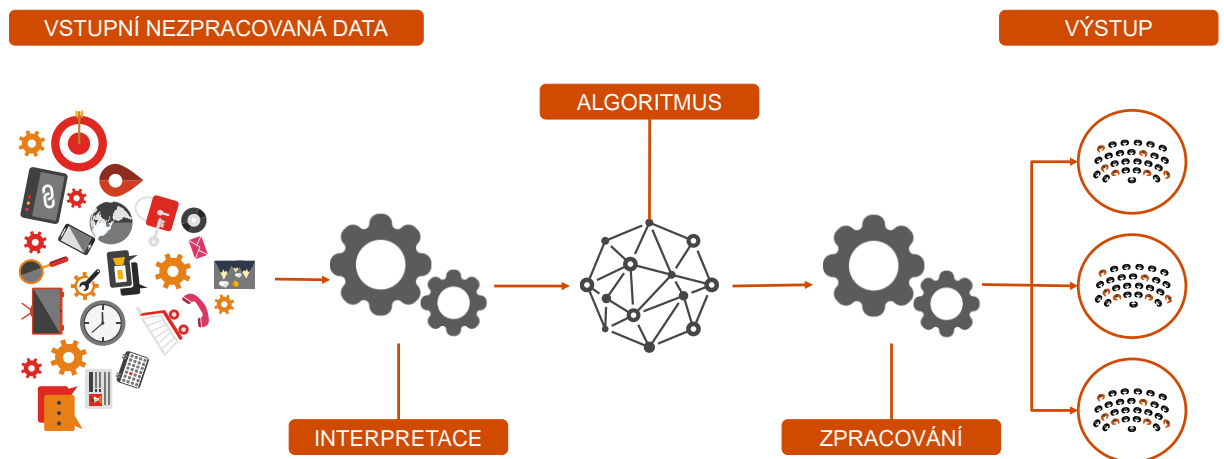 VSTUPNÍ NEZPRACOVANÁ DATA
VÝSTUP
ALGORITMUS
INTERPRETACE
ZPRACOVÁNÍ